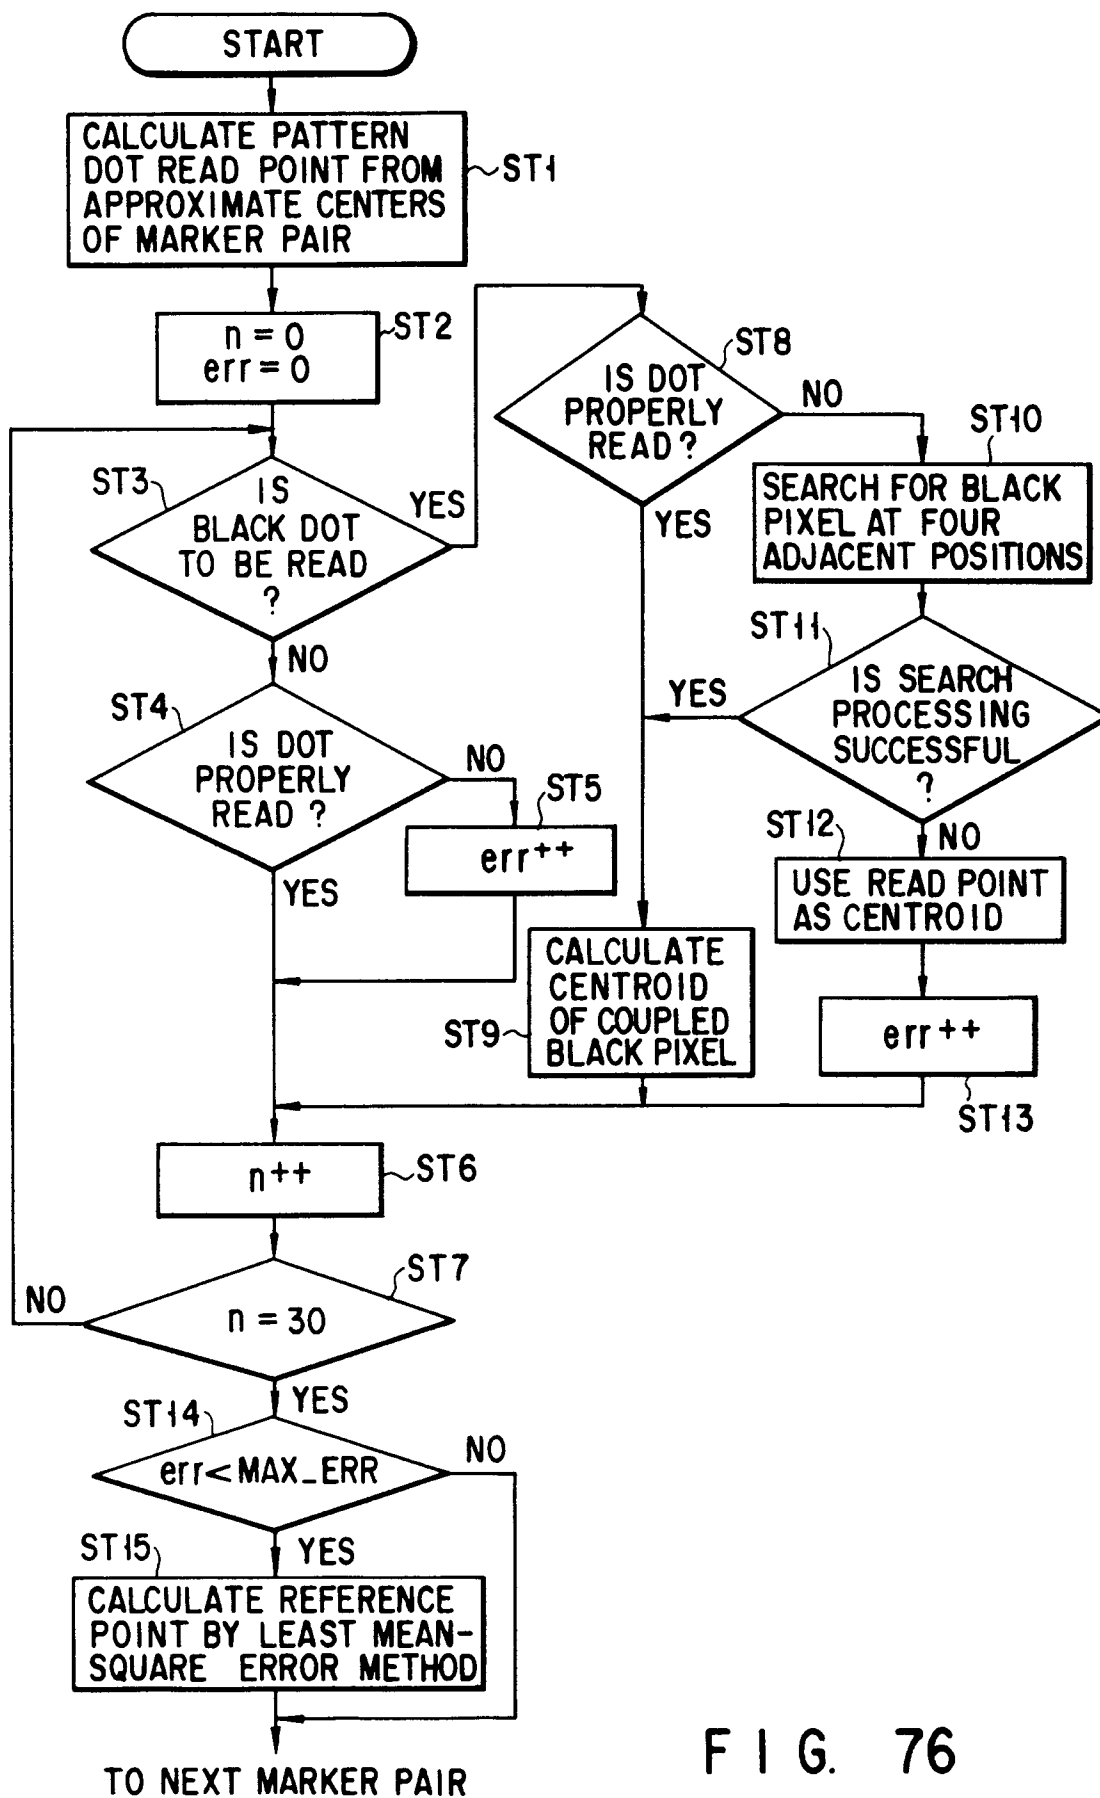 START
CALCULATE PATTERN
DOT READ POINT FROM
APPROXIMATE CENTERS
OF MARKER PAIR
ST1
n = 0
err = 0
ST2
ST3
IS
BLACK DOT
TO BE READ
?
YES
NO
ST4
IS DOT
PROPERLY
READ ?
NO
YES
ST5
err++
ST8
IS DOT
PROPERLY
READ ?
NO
YES
ST10
SEARCH FOR BLACK
PIXEL AT FOUR
ADJACENT POSITIONS
ST11
IS SEARCH
PROCESSING
SUCCESSFUL
?
YES
NO
ST12
USE READ POINT
AS CENTROID
CALCULATE
CENTROID
OF COUPLED
BLACK PIXEL
ST9
err++
ST13
n++
ST6
ST7
n = 30
NO
YES
ST14
err < MAX_ERR
NO
YES
ST15
CALCULATE REFERENCE
POINT BY LEAST MEAN-
SQUARE ERROR METHOD
TO NEXT MARKER PAIR
FIG. 76